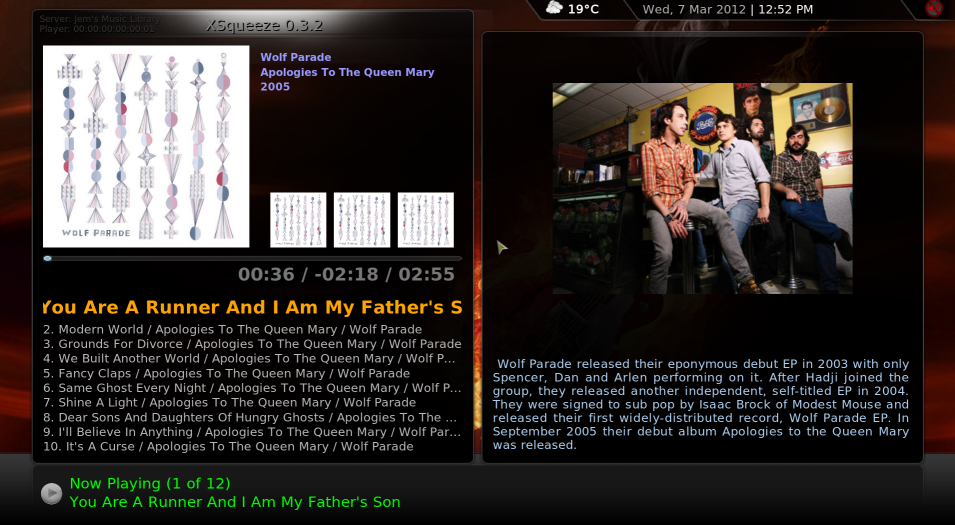 Server: Jem's Music Library
Player: 00:00:00:00:00:01
XSqueeze 0.3.2
19°C
Wed, 7 Mar 2012 | 12:52 PM
Wolf Parade
Apologies To The Queen Mary
2005
WOLF PARADE
00:36 / -02:18 / 02:55
You Are A Runner And I Am My Father's S
2. Modern World / Apologies To The Queen Mary / Wolf Parade
3. Grounds For Divorce / Apologies To The Queen Mary / Wolf Parade
4. We Built Another World / Apologies To The Queen Mary / Wolf P...
5. Fancy Claps / Apologies To The Queen Mary / Wolf Parade
6. Same Ghost Every Night / Apologies To The Queen Mary / Wolf P...
7. Shine A Light / Apologies To The Queen Mary / Wolf Parade
8. Dear Sons And Daughters Of Hungry Ghosts / Apologies To The ...
9. I'll Believe In Anything / Apologies To The Queen Mary / Wolf Par...
10. It's A Curse / Apologies To The Queen Mary / Wolf Parade
Wolf Parade released their eponymous debut EP in 2003 with only
Spencer, Dan and Arlen performing on it. After Hadji joined the
group, they released another independent, self-titled EP in 2004.
They were signed to sub pop by Isaac Brock of Modest Mouse and
released their first widely-distributed record, Wolf Parade EP. In
September 2005 their debut album Apologies to the Queen Mary
was released.
Now Playing (1 of 12)
You Are A Runner And I Am My Father's Son